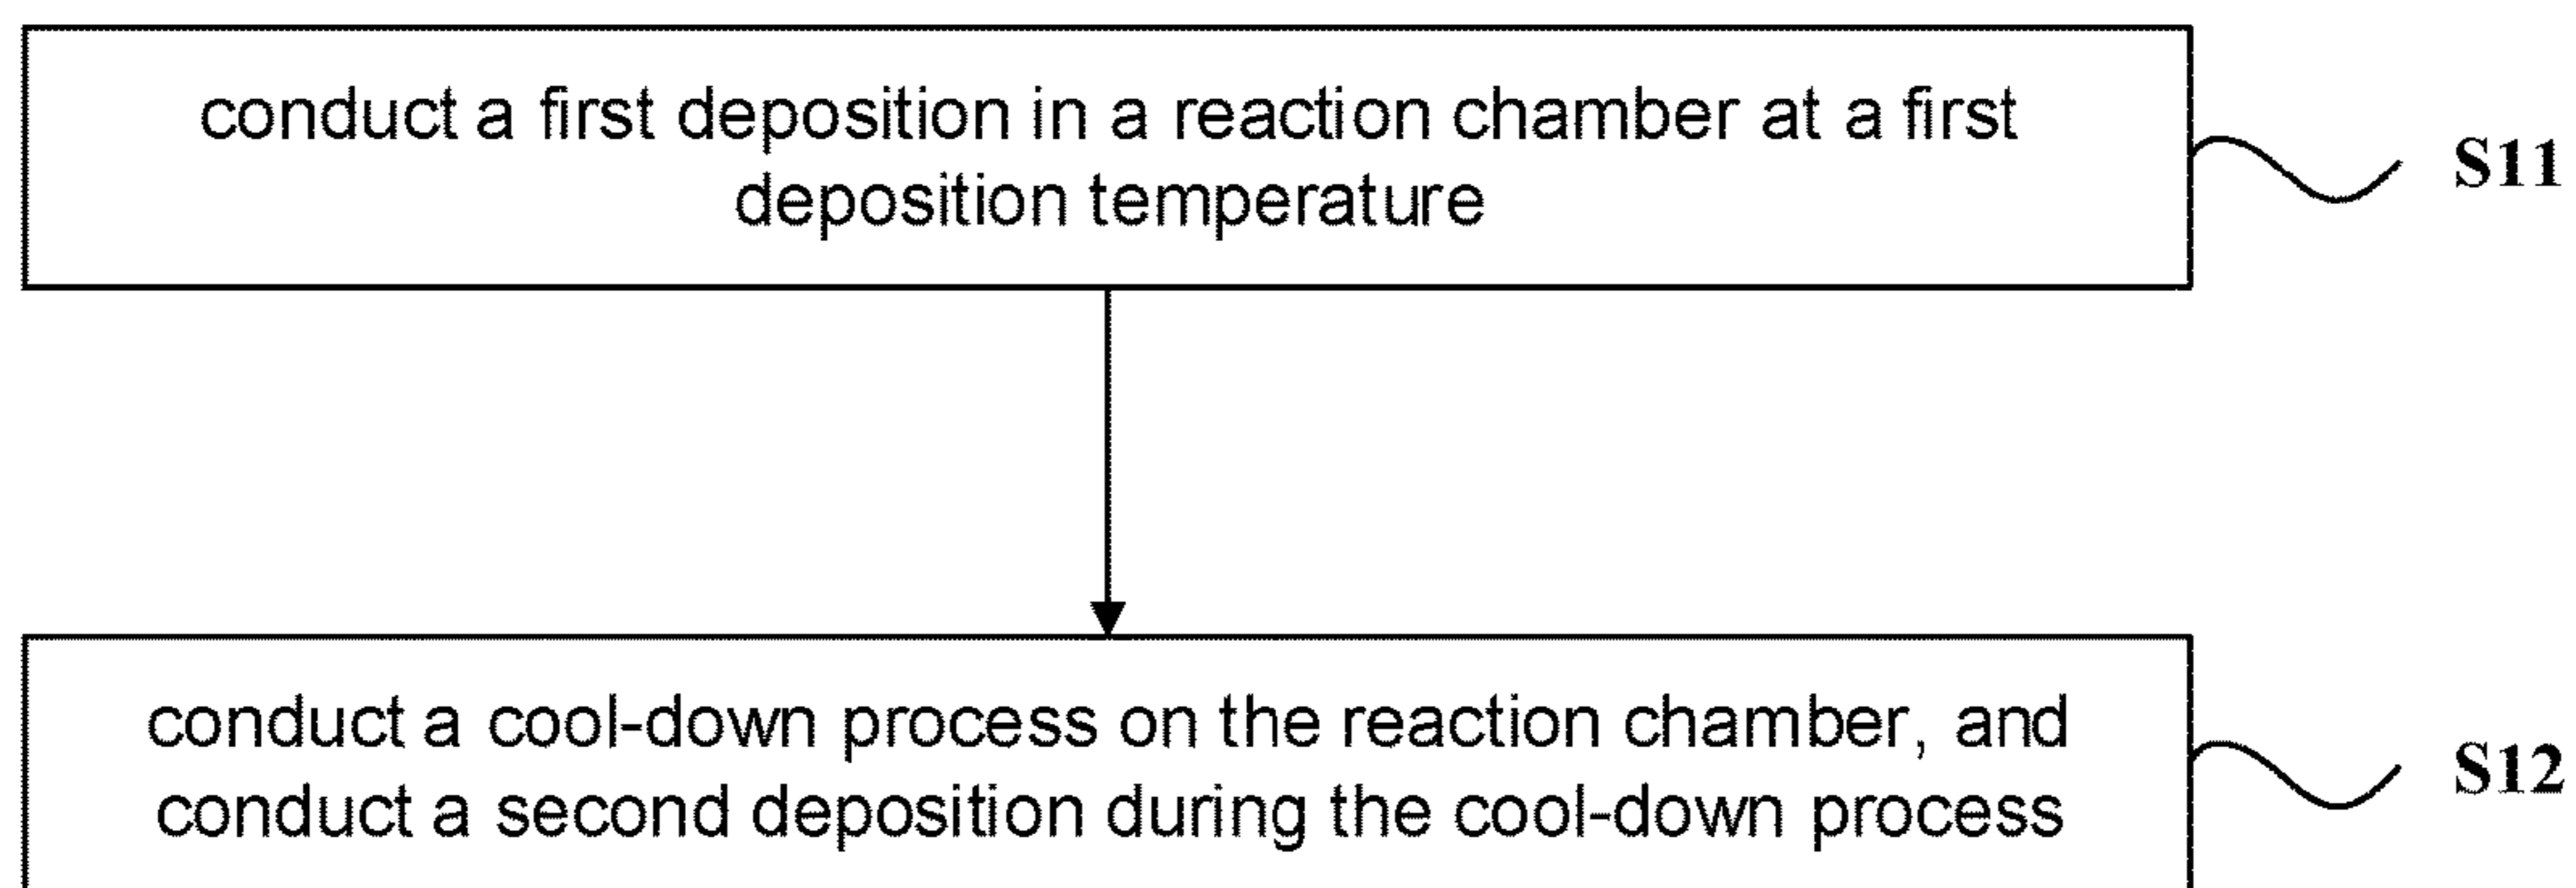 conduct a first deposition in a reaction chamber at a first
deposition temperature
S11
conduct a cool-down process on the reaction chamber, and
conduct a second deposition during the cool-down process
S12